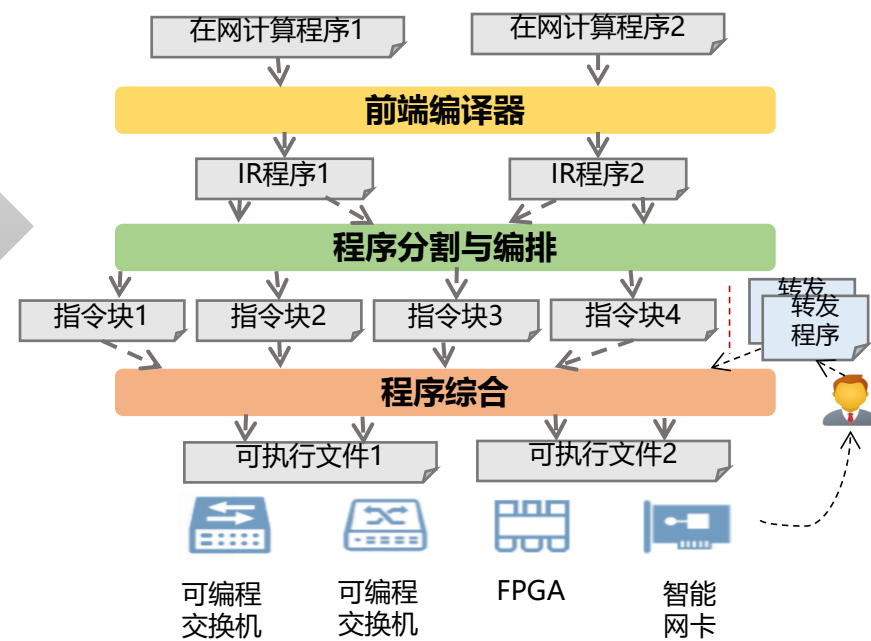 在网计算程序1
在网计算程序2
前端编译器
IR程序1
IR程序2
程序分割与编排
指令块1
指令块2
指令块3
指令块4
转发
转发
程序
程序综合
可执行文件1
可执行文件2
可编程
交换机
可编程
交换机
FPGA
智能
网卡